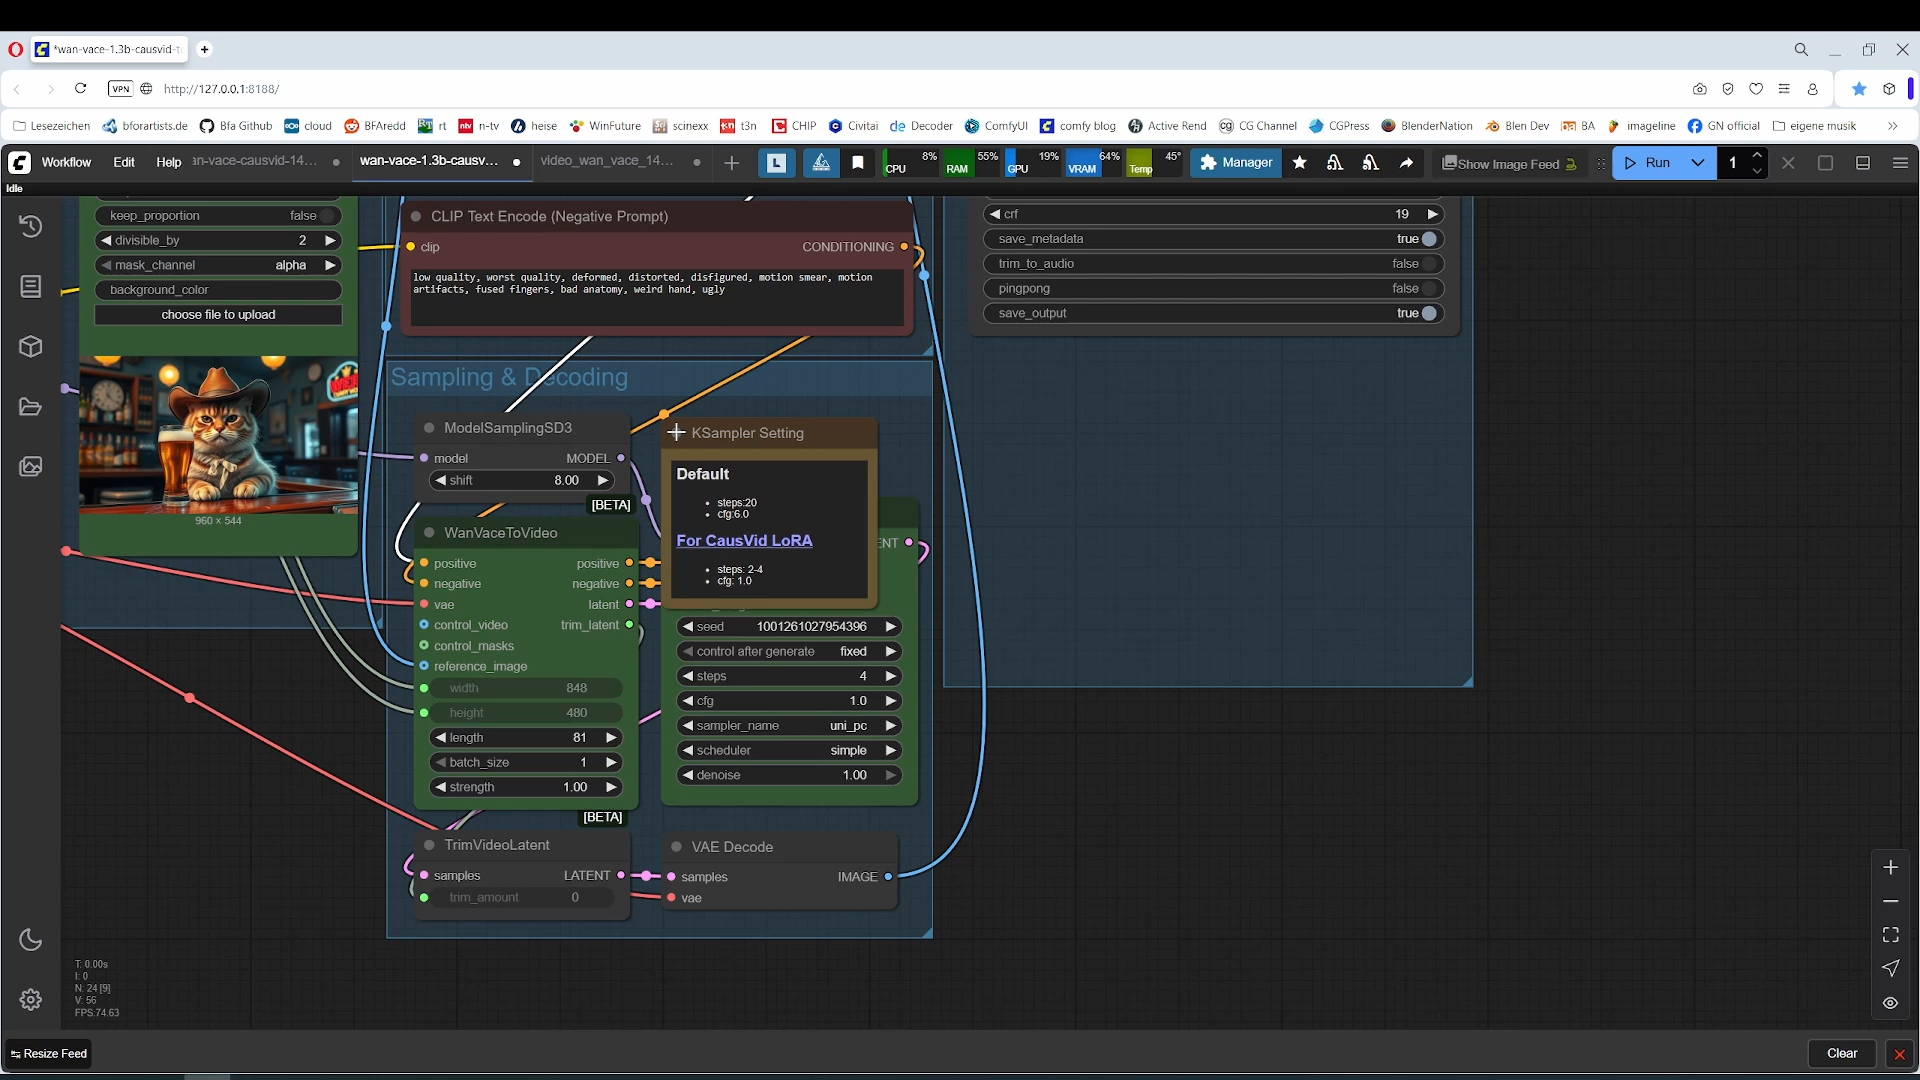 *wan-vace-1.3b-causvid-t
VPN
http://127.0.0.1:8188/
Lesezeichen
bforartists.de
Bfa Github
cloud
BFAredd
rt
n-tv
heise
WinFuture
scinexx
t3n
CHIP
Civitai
Decoder
ComfyUI
comfy blog
Active Rend
CG Channel
CGPress
BlenderNation
Blen Dev
BA
imageline
GN official
eigene musik
Workflow
Edit
Help
an-vace-causvid-14...
wan-vace-1.3b-causv...
video_wan_vace_14...
L
CPU 8%
RAM 55%
GPU 19%
VRAM 64%
Temp 45°
Manager
Show Image Feed
Run
1
Idle
keep_proportion false
divisible_by 2
mask_channel alpha
background_color
choose file to upload
960 × 544
CLIP Text Encode (Negative Prompt)
clip CONDITIONING
low quality, worst quality, deformed, distorted, disfigured, motion smear, motion
artifacts, fused fingers, bad anatomy, weird hand, ugly
crf 19
save_metadata true
trim_to_audio false
pingpong false
save_output true
Sampling & Decoding
ModelSamplingSD3
model MODEL
shift 8.00
[BETA]
WanVaceToVideo
positive positive
negative negative
vae latent
control_video trim_latent
control_masks
reference_image
width 848
height 480
length 81
batch_size 1
strength 1.00
[BETA]
KSampler Setting
Default
• steps:20
• cfg:6.0
For CausVid LoRA
• steps: 2-4
• cfg: 1.0
ENT
seed 1001261027954396
control after generate fixed
steps 4
cfg 1.0
sampler_name uni_pc
scheduler simple
denoise 1.00
TrimVideoLatent
samples LATENT
trim_amount 0
VAE Decode
samples IMAGE
vae
T: 0.00s
I: 0
N: 24 [9]
V: 56
FPS:74.63
Resize Feed
Clear